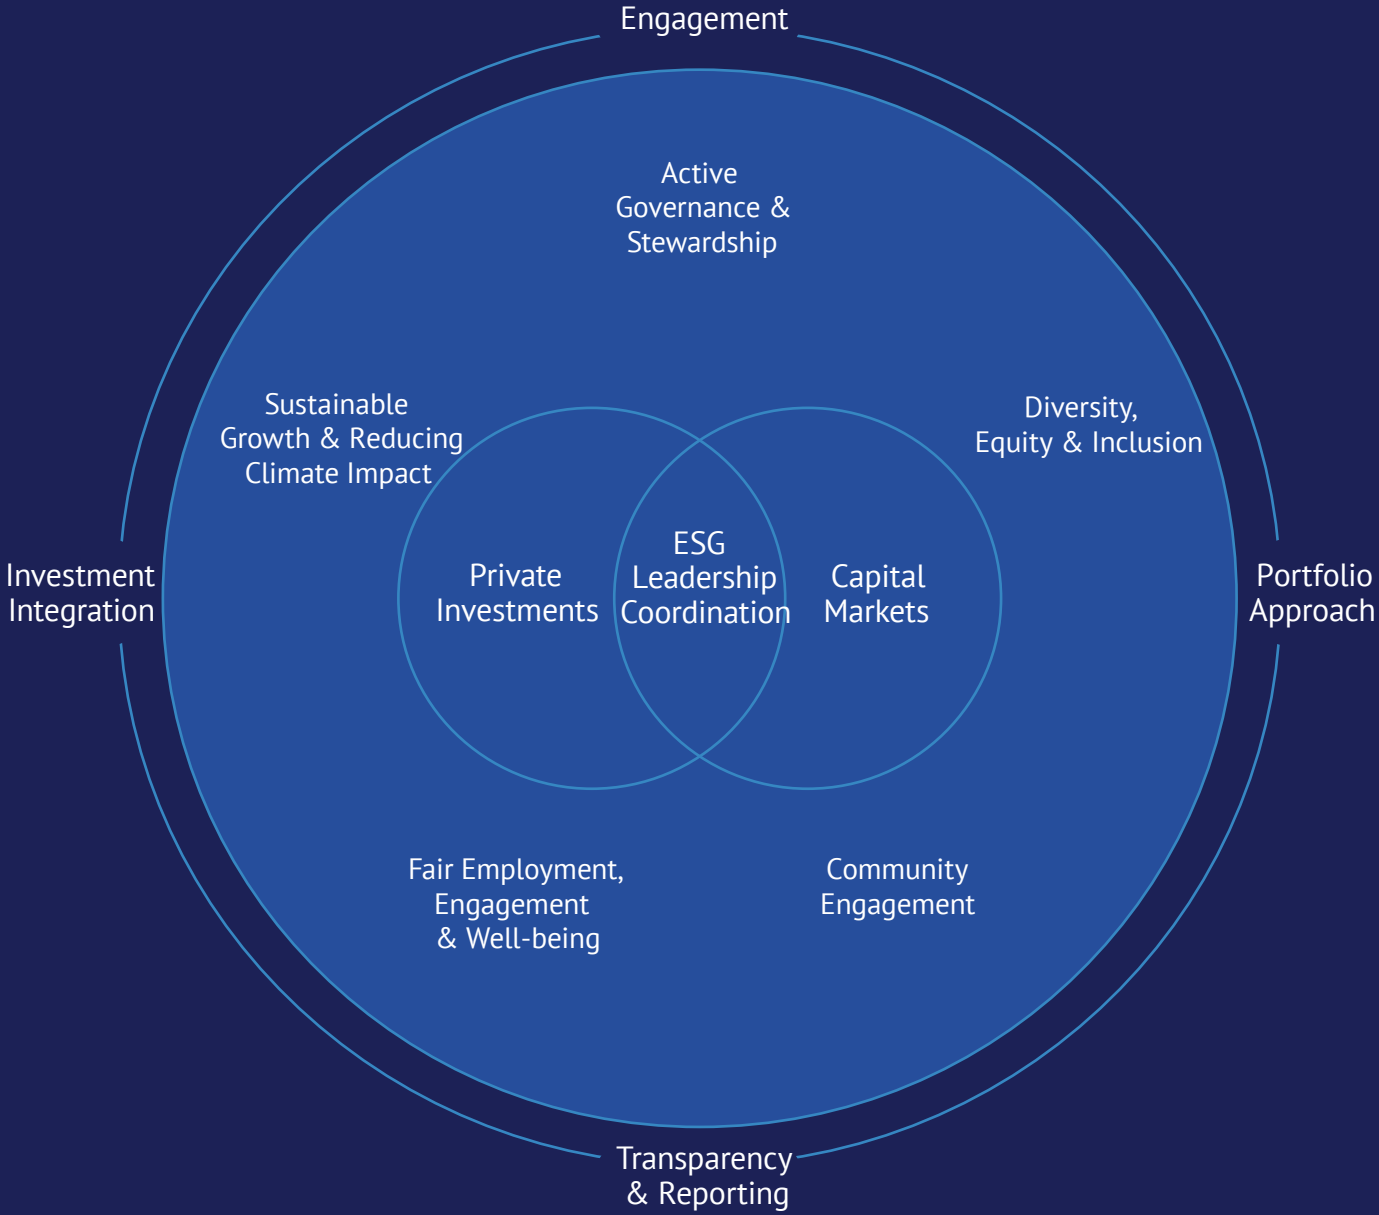 Engagement
Active
Governance &
Stewardship
Sustainable
Growth & Reducing
Climate Impact
Diversity,
Equity & Inclusion
Investment
Integration
Private
Investments
ESG
Leadership
Coordination
Capital
Markets
Portfolio
Approach
Fair Employment,
Engagement
& Well-being
Community
Engagement
Transparency
& Reporting